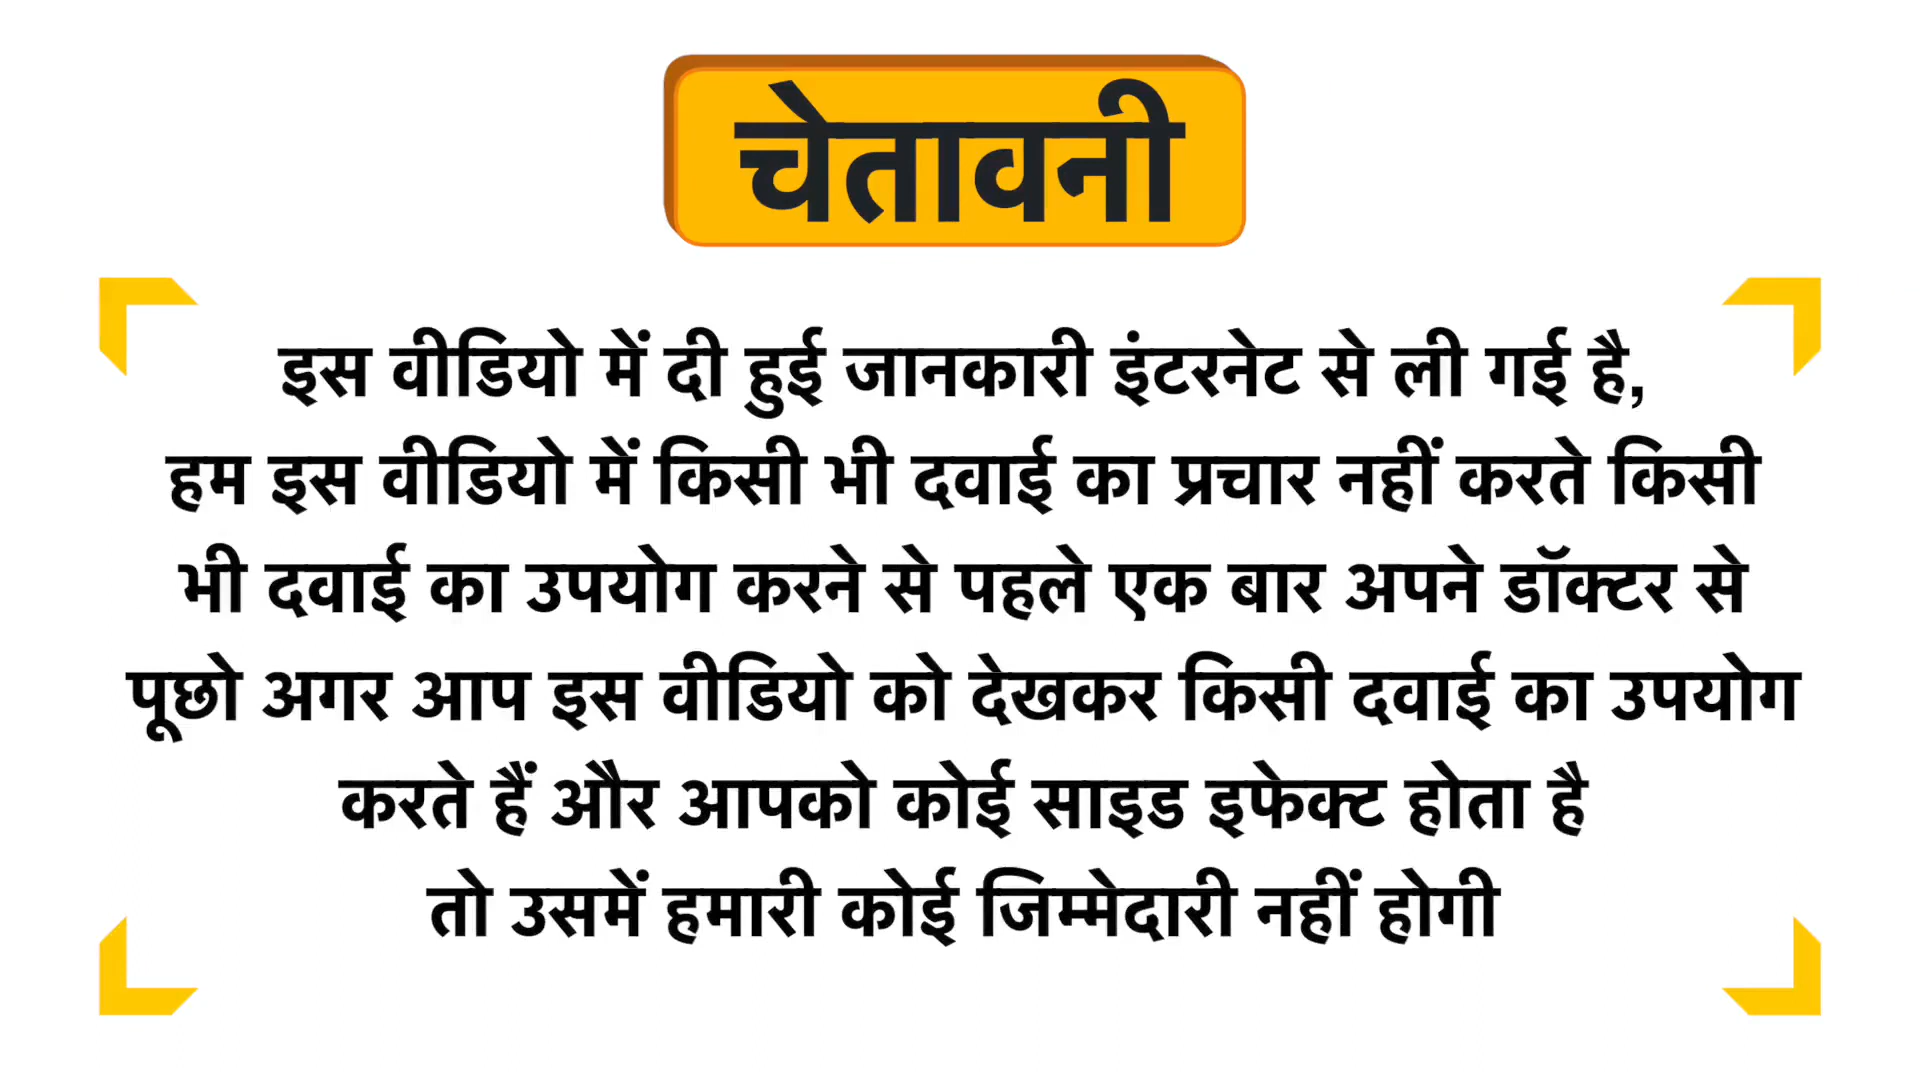 चेतावनी
इस वीडियो में दी हुई जानकारी इंटरनेट से ली गई है,
हम इस वीडियो में किसी भी दवाई का प्रचार नहीं करते किसी
भी दवाई का उपयोग करने से पहले एक बार अपने डॉक्टर से
पूछो अगर आप इस वीडियो को देखकर किसी दवाई का उपयोग
करते हैं और आपको कोई साइड इफेक्ट होता है
तो उसमें हमारी कोई जिम्मेदारी नहीं होगी